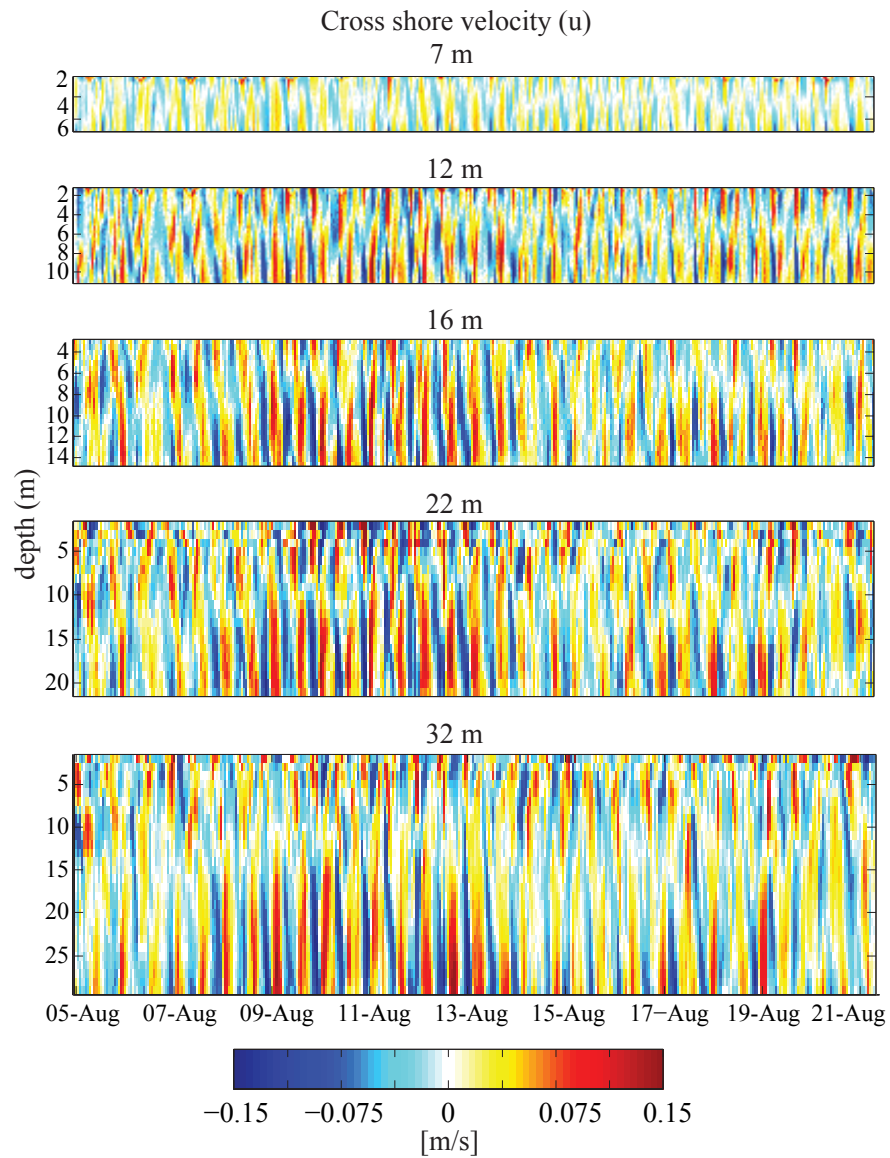 Cross shore velocity (u)
7 m
2
4
6
12 m
2
4
6
8
10
16 m
4
6
8
10
12
14
depth (m)
22 m
5
10
15
20
32 m
5
10
15
20
25
05-Aug 07-Aug 09-Aug 11-Aug 13-Aug 15-Aug 17-Aug 19-Aug 21-Aug
−0.15 −0.075 0 0.075 0.15
[m/s]